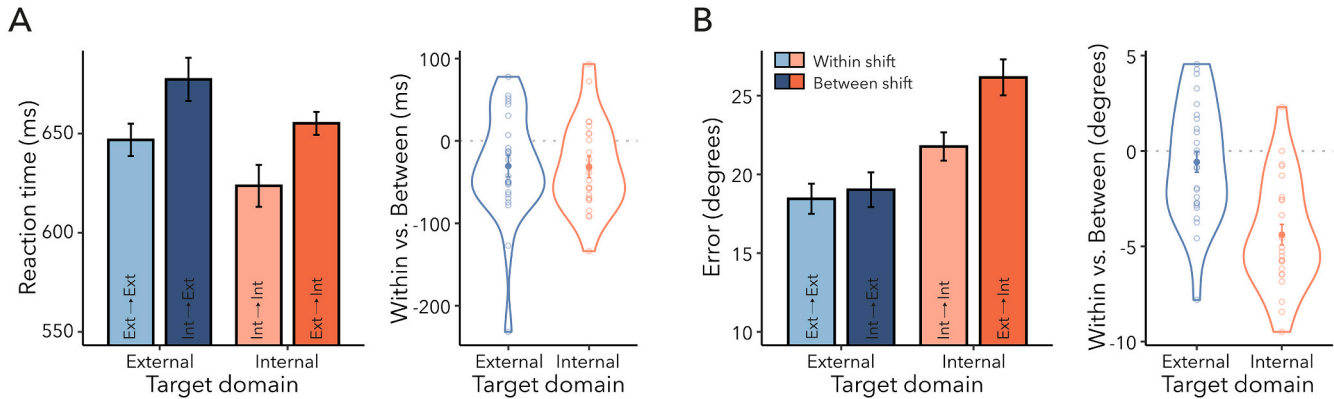 A
Reaction time (ms)
650
600
550
Ext→Ext
Int→Ext
Int→Int
Ext→Int
External
Internal
Target domain
Within vs. Between (ms)
100
0
-100
-200
External
Internal
Target domain
B
Error (degrees)
25
20
15
10
Within shift
Between shift
Ext→Ext
Int→Ext
Int→Int
Ext→Int
External
Internal
Target domain
Within vs. Between (degrees)
5
0
-5
-10
External
Internal
Target domain